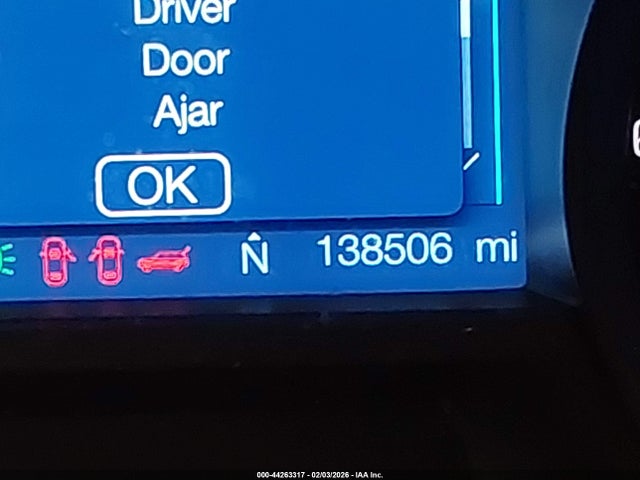 Driver
Door
Ajar
OK
N 138506 mi
000-44263317 - 02/03/2026 - IAA Inc.